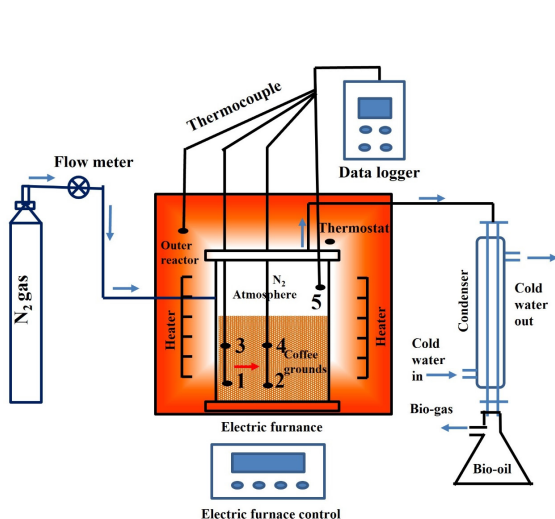 Thermocouple
Data logger
Flow meter
N2 gas
Outer
reactor
Thermostat
N2
Atmosphere
5
Heater
Heater
3
4
Coffee
grounds
1
2
Electric furnance
Electric furnace control
Condenser
Cold
water
out
Cold
water
in
Bio-gas
Bio-oil